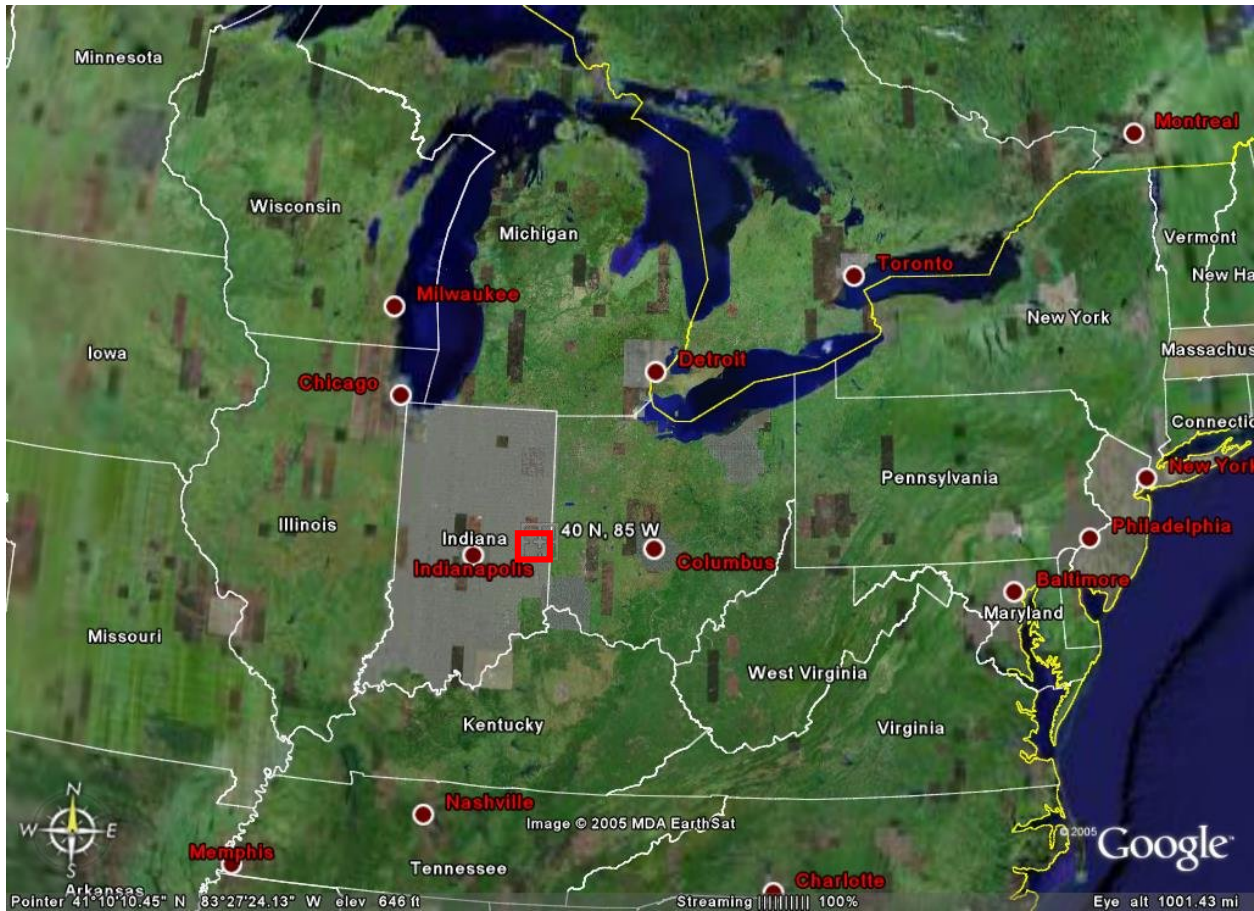 Minnesota
Montreal
Wisconsin
Michigan
Vermont
Toronto
New Ha
Milwaukee
New York
Iowa
Detroit
Massachus
Chicago
Connectic
Pennsylvania
New York
Illinois
Indiana
40 N, 85 W
Philadelphia
Indianapolis
Columbus
Baltimore
Maryland
Missouri
West Virginia
Kentucky
Virginia
N
W E
S
Nashville
Image © 2005 MDA EarthSat
© 2005 Google™
Memphis
Tennessee
Charlotte
Arkansas
Pointer 41°10'10.45" N 83°27'24.13" W elev 646 ft Streaming |||||||||| 100% Eye alt 1001.43 mi